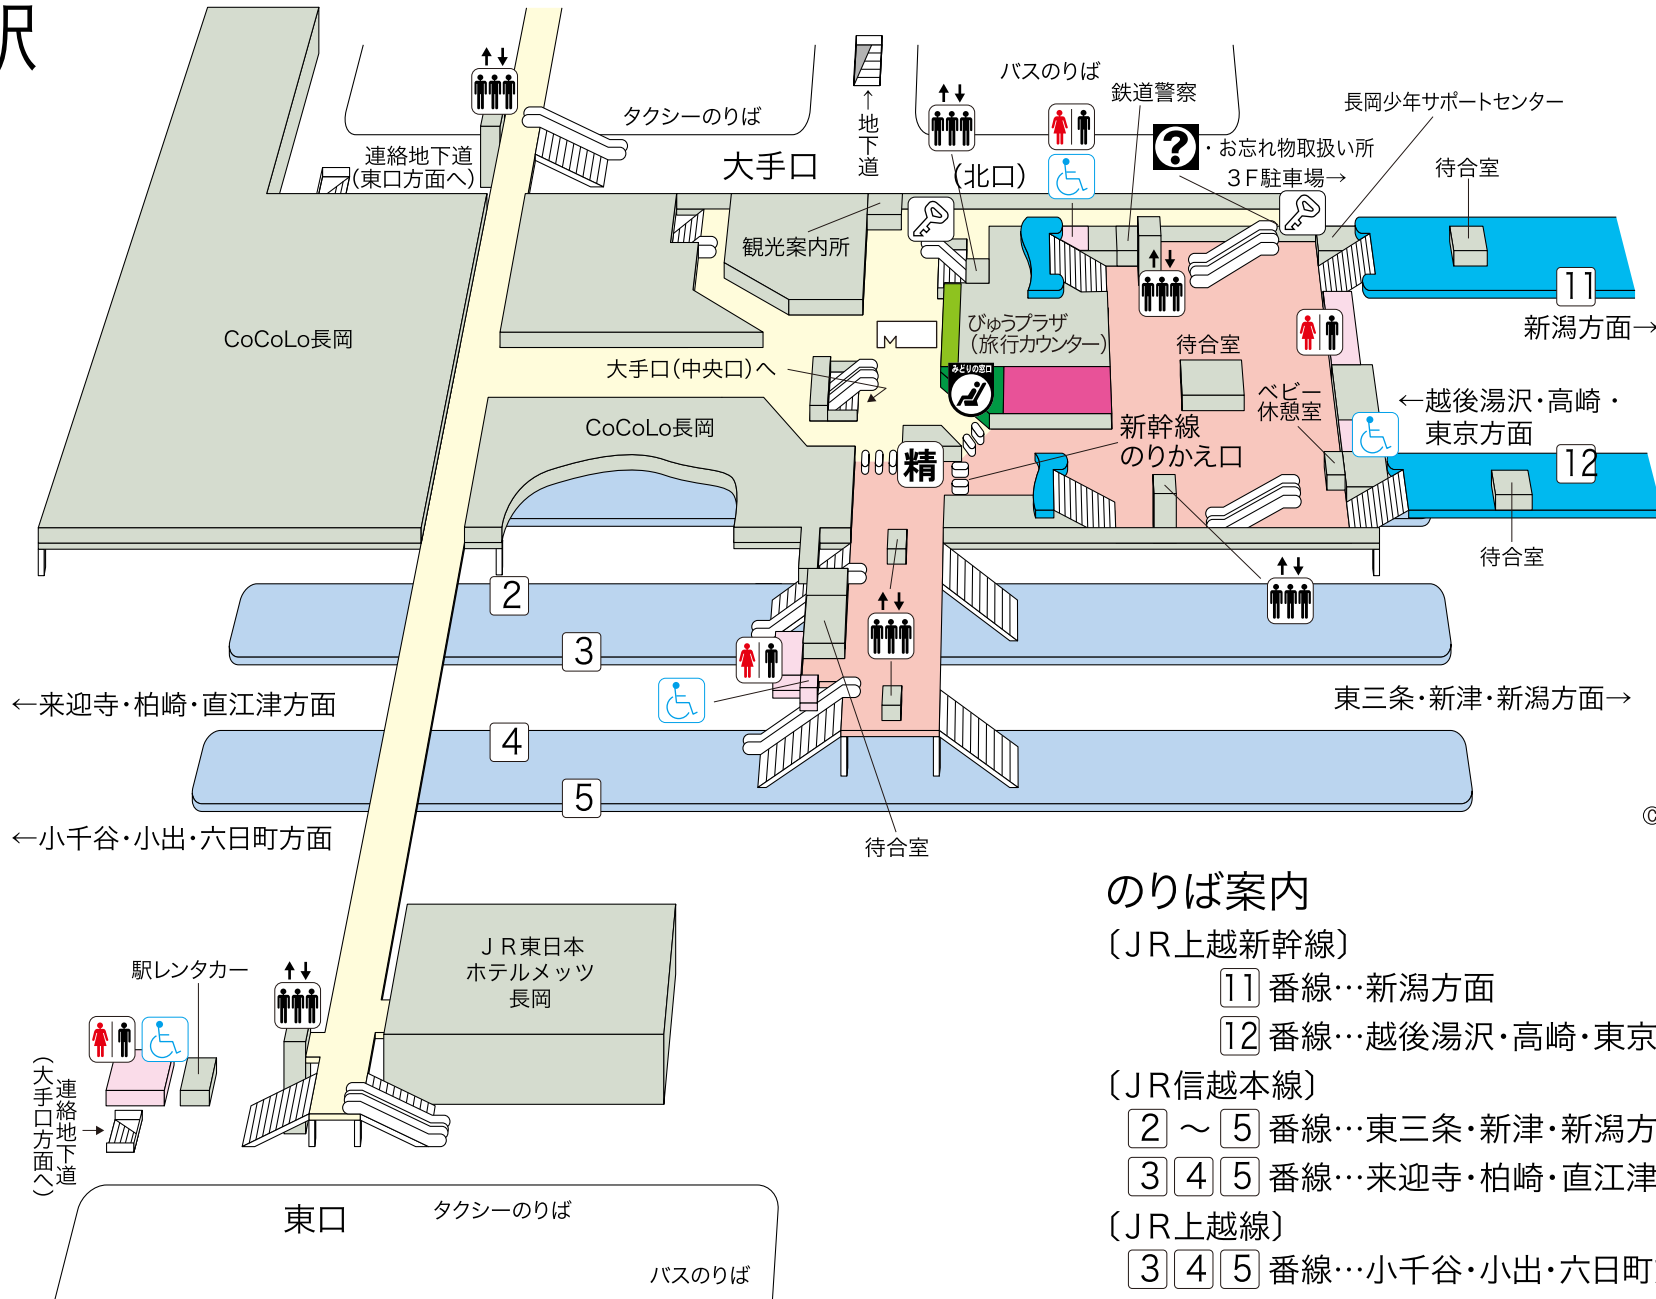 駅
バスのりば
鉄道警察
長岡少年サポートセンター
タクシーのりば
←地下道
連絡地下道
(東口方面へ)
大手口
(北口)
?
・お忘れ物取扱い所
3F駐車場→
待合室
観光案内所
11
新潟方面→
CoCoLo長岡
びゅうプラザ
(旅行カウンター)
待合室
M
大手口(中央口)へ
みどりの窓口
ベビー
休憩室
←越後湯沢・高崎・
東京方面
CoCoLo長岡
新幹線
のりかえ口
精
12
待合室
2
3
←来迎寺・柏崎・直江津方面
東三条・新津・新潟方面→
4
5
←小千谷・小出・六日町方面
待合室
©
のりば案内
〔JR上越新幹線〕
11 番線…新潟方面
12 番線…越後湯沢・高崎・東京
〔JR信越本線〕
2 ～ 5 番線…東三条・新津・新潟方
3 4 5 番線…来迎寺・柏崎・直江津
〔JR上越線〕
3 4 5 番線…小千谷・小出・六日町
JR東日本
ホテルメッツ
長岡
駅レンタカー
連絡地下道→
(大手口方面へ)
東口
タクシーのりば
バスのりば